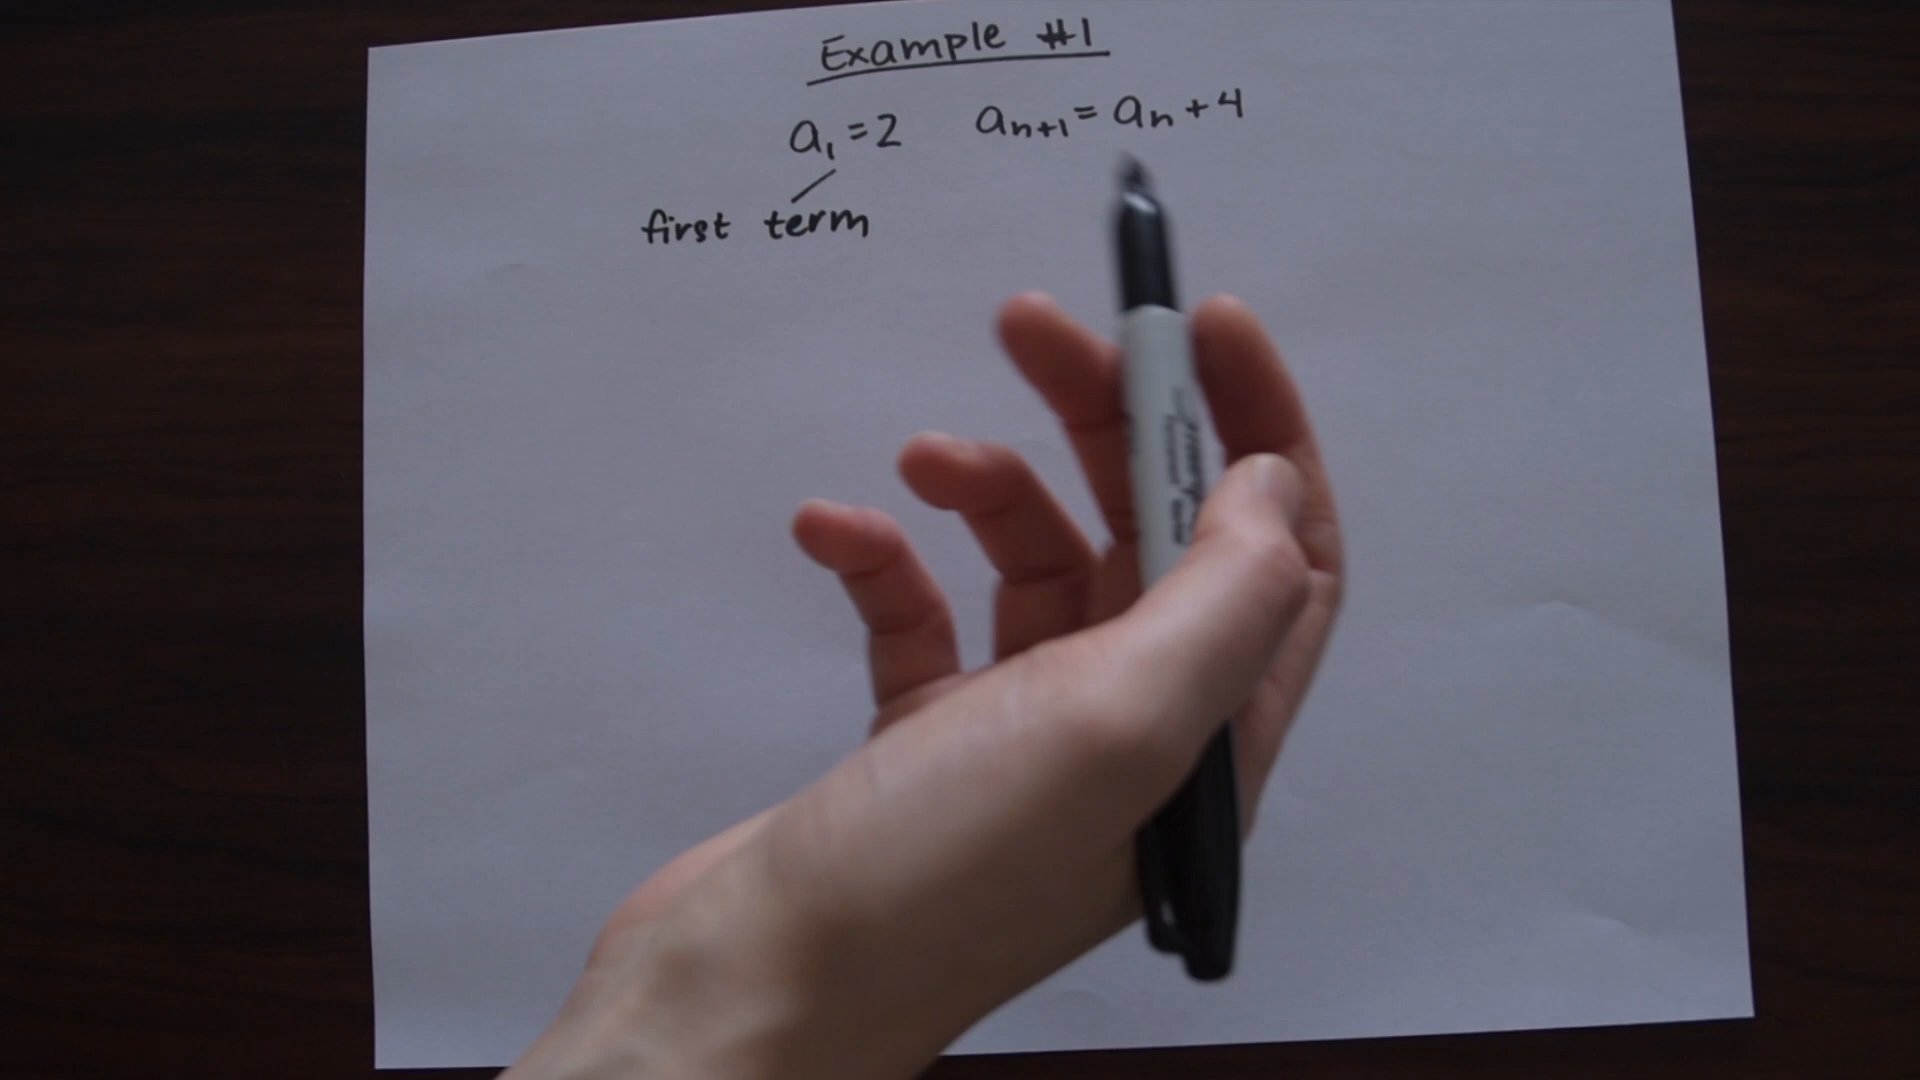 Example #1
a₁ = 2 aₙ₊₁ = aₙ + 4
first term